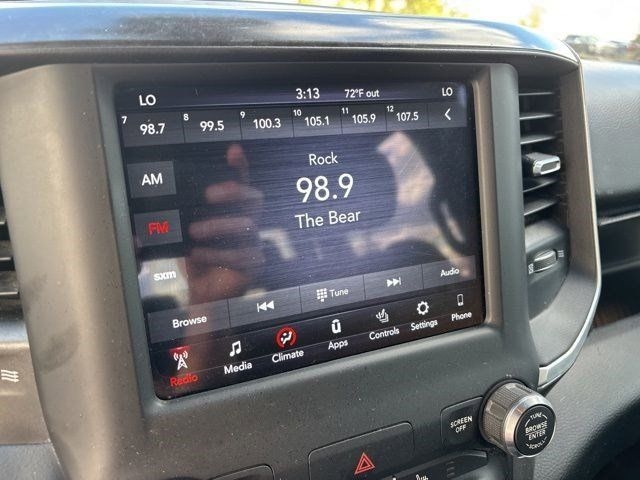 LO 3:13 72°F out LO
7 98.7 8 99.5 9 100.3 10 105.1 11 105.9 12 107.5
AM
Rock
98.9
FM
The Bear
sxm
Browse Tune Audio
Radio Media Climate Apps Controls Settings Phone
SCREEN OFF
TUNE
BROWSE
ENTER
SCROLL